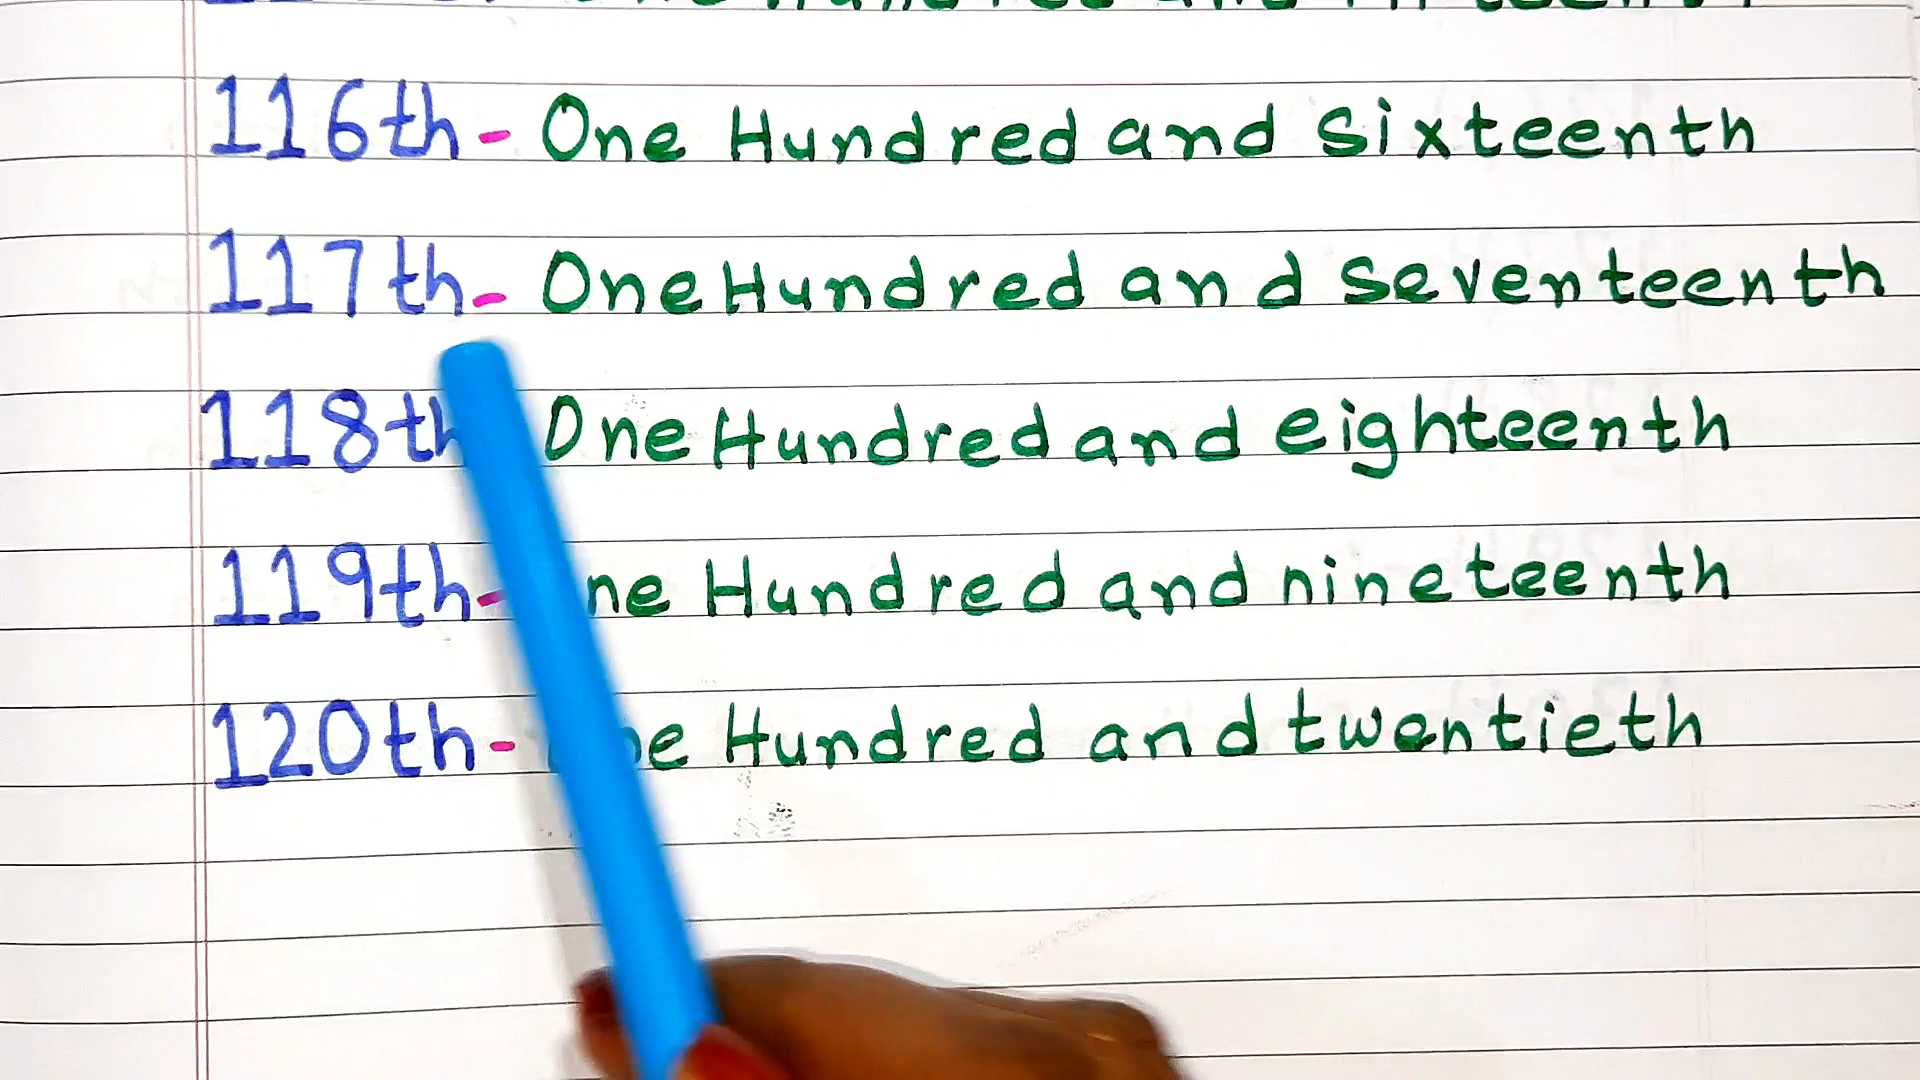 116th - One Hundred and Sixteenth
117th - One Hundred and Seventeenth
118th One Hundred and eighteenth
119th - ne Hundred and nineteenth
120th - ne Hundred and twentieth